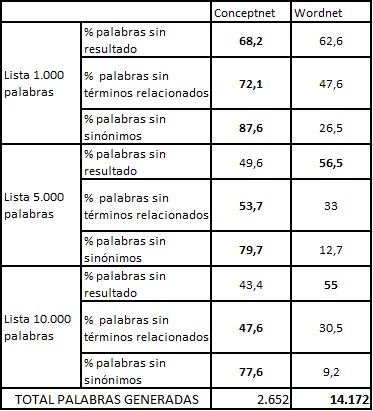 Conceptnet Wordnet
Lista 1.000
palabras
% palabras sin
resultado
68,2 62,6
% palabras sin
términos relacionados
72,1 47,6
% palabras sin
sinónimos
87,6 26,5
Lista 5.000
palabras
% palabras sin
resultado
49,6 56,5
% palabras sin
términos relacionados
53,7 33
% palabras sin
sinónimos
79,7 12,7
Lista 10.000
palabras
% palabras sin
resultado
43,4 55
% palabras sin
términos relacionados
47,6 30,5
% palabras sin
sinónimos
77,6 9,2
TOTAL PALABRAS GENERADAS 2.652 14.172